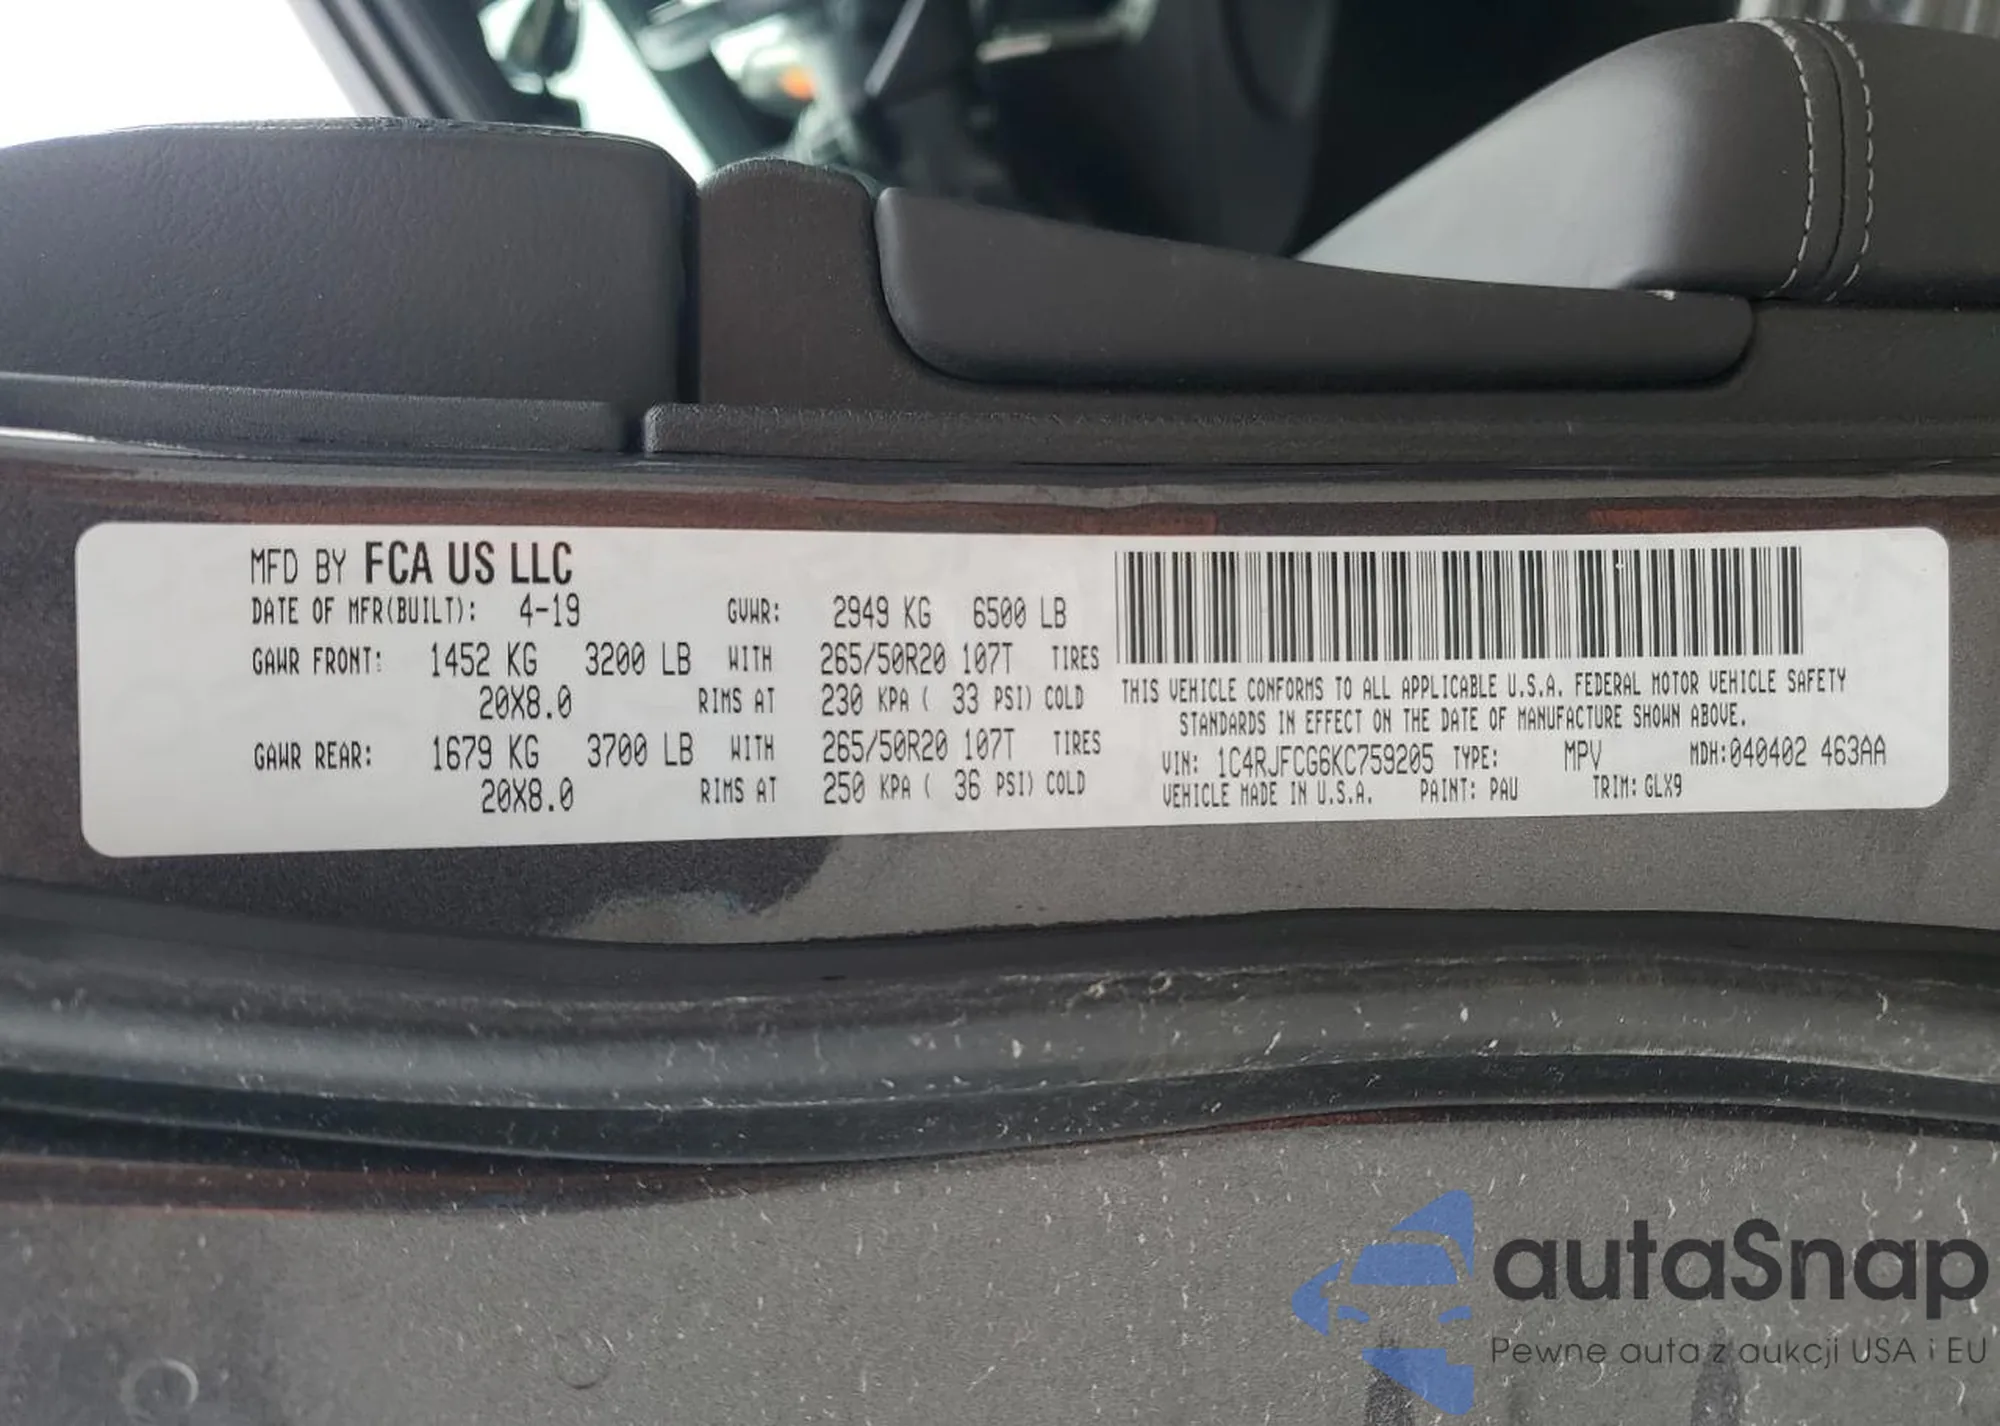 MFD BY FCA US LLC
DATE OF MFR(BUILT): 4-19 GVWR: 2949 KG 6500 LB
GAWR FRONT: 1452 KG 3200 LB WITH 265/50R20 107T TIRES
20X8.0 RIMS AT 230 KPA ( 33 PSI) COLD
GAWR REAR: 1679 KG 3700 LB WITH 265/50R20 107T TIRES
20X8.0 RIMS AT 250 KPA ( 36 PSI) COLD
THIS VEHICLE CONFORMS TO ALL APPLICABLE U.S.A. FEDERAL MOTOR VEHICLE SAFETY
STANDARDS IN EFFECT ON THE DATE OF MANUFACTURE SHOWN ABOVE.
VIN: 1C4RJFCG6KC759205 TYPE: MPV MDH:040402 463AA
VEHICLE MADE IN U.S.A. PAINT: PAU TRIM: GLX9
autaSnap
Pewne auta z aukcji USA i EU